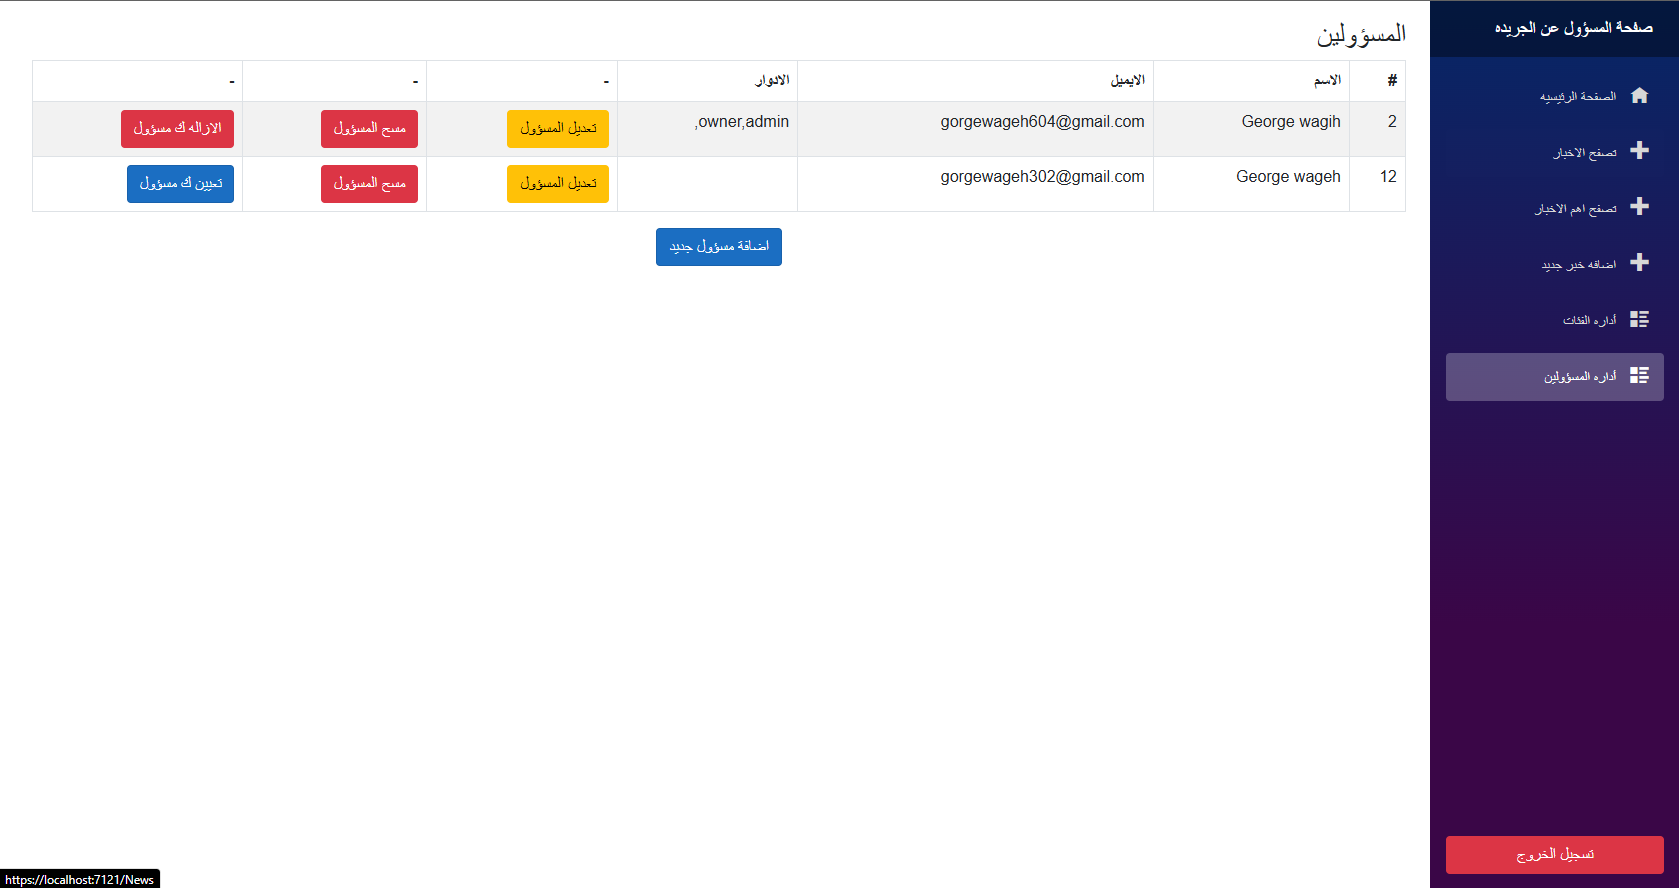 صفحة المسؤول عن الجريده
الصفحة الرئيسيه
تصفح الاخبار
تصفح اهم الاخبار
اضافه خبر جديد
أداره الفئات
أداره المسؤولين
تسجيل الخروج
المسؤولين
# الاسم الايميل الادوار - - -
2 George wagih gorgewageh604@gmail.com owner,admin, تعديل المسؤول مسح المسؤول الازاله ك مسؤول
12 George wageh gorgewageh302@gmail.com تعديل المسؤول مسح المسؤول تعيين ك مسؤول
اضافة مسؤول جديد
https://localhost:7121/News